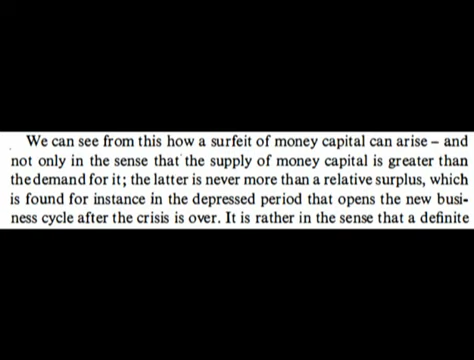 We can see from this how a surfeit of money capital can arise – and
not only in the sense that the supply of money capital is greater than
the demand for it; the latter is never more than a relative surplus, which
is found for instance in the depressed period that opens the new busi-
ness cycle after the crisis is over. It is rather in the sense that a definite